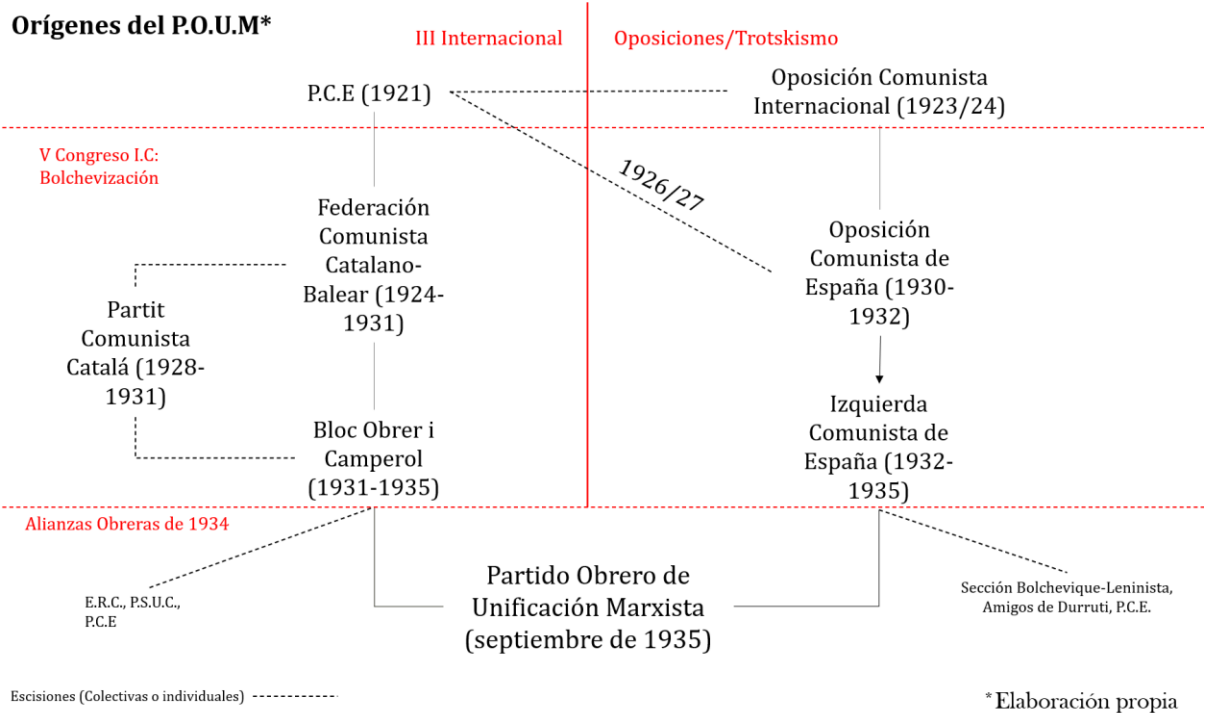 Orígenes del P.O.U.M*
III Internacional
Oposiciones/Trotskismo
P.C.E (1921)
Oposición Comunista
Internacional (1923/24)
V Congreso I.C:
Bolchevización
1926/27
Federación
Comunista
Catalano-
Balear (1924-
1931)
Oposición
Comunista de
España (1930-
1932)
Partit
Comunista
Catalá (1928-
1931)
Bloc Obrer i
Camperol
(1931-1935)
Izquierda
Comunista de
España (1932-
1935)
Alianzas Obreras de 1934
E.R.C., P.S.U.C.,
P.C.E
Partido Obrero de
Unificación Marxista
(septiembre de 1935)
Sección Bolchevique-Leninista,
Amigos de Durruti, P.C.E.
Escisiones (Colectivas o individuales)
*Elaboración propia